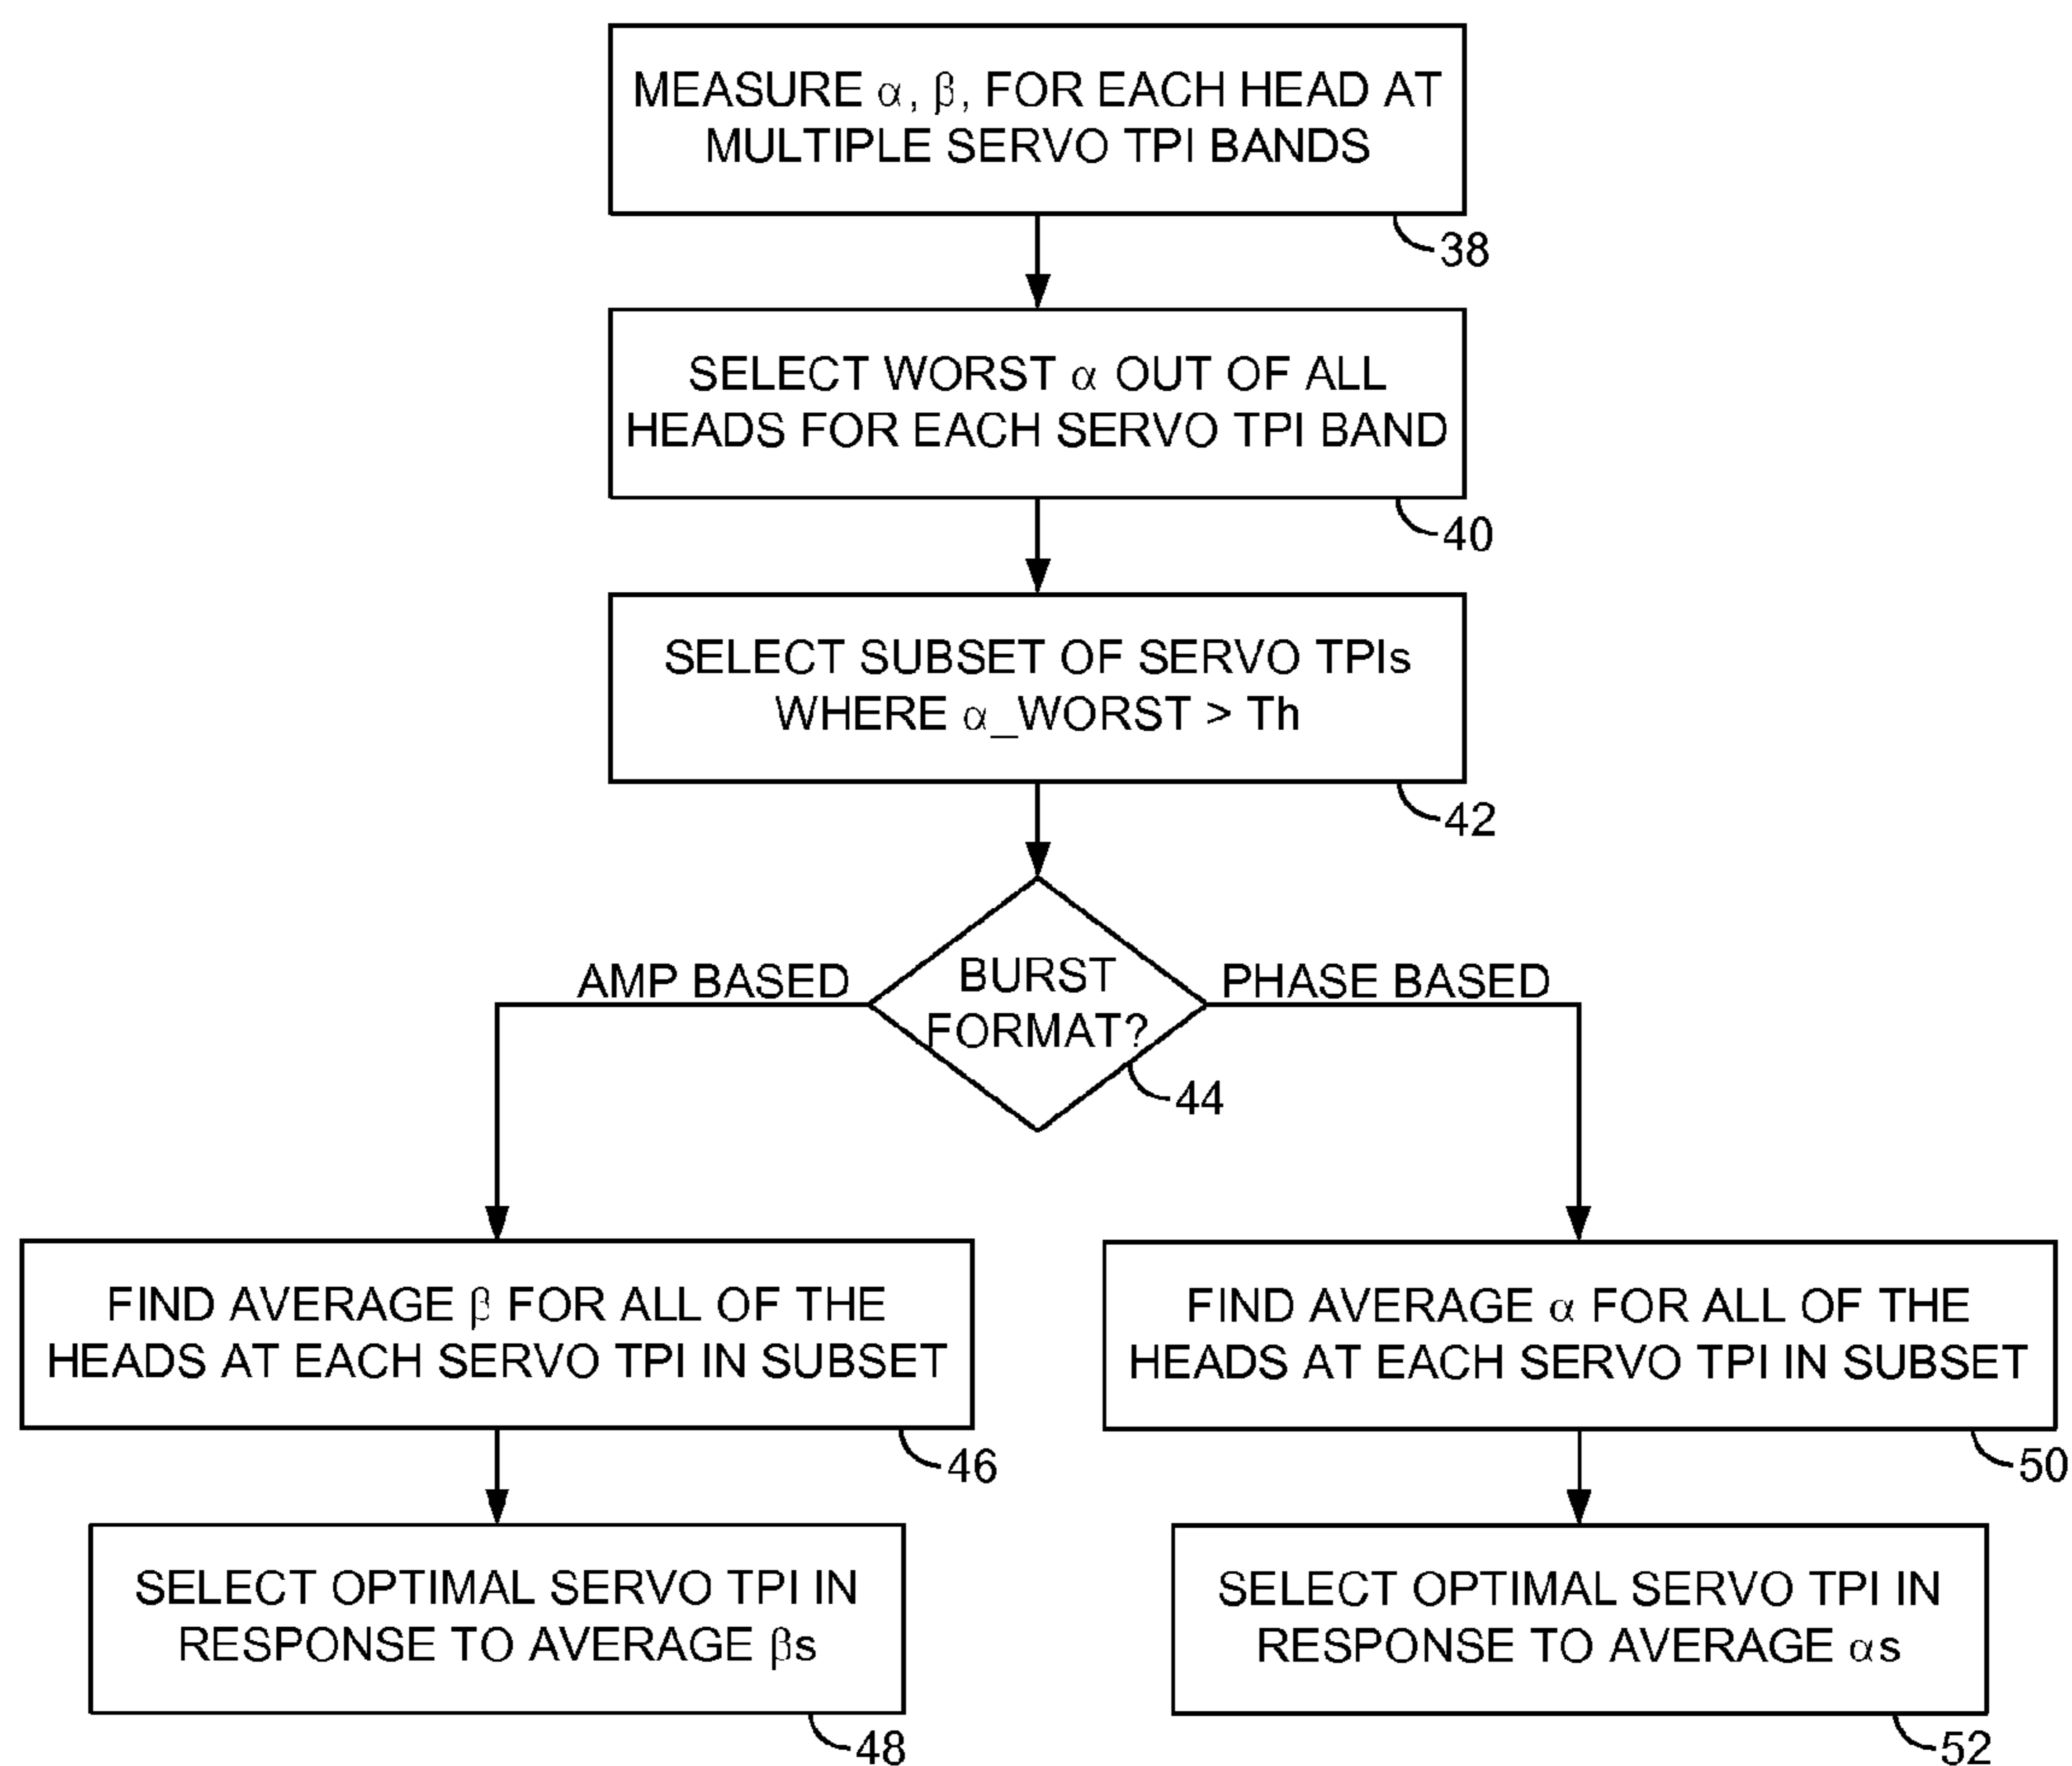 MEASURE α, β, FOR EACH HEAD AT
MULTIPLE SERVO TPI BANDS
38
SELECT WORST α OUT OF ALL
HEADS FOR EACH SERVO TPI BAND
40
SELECT SUBSET OF SERVO TPIs
WHERE α_WORST > Th
42
BURST
FORMAT?
44
AMP BASED
PHASE BASED
FIND AVERAGE β FOR ALL OF THE
HEADS AT EACH SERVO TPI IN SUBSET
46
SELECT OPTIMAL SERVO TPI IN
RESPONSE TO AVERAGE βs
48
FIND AVERAGE α FOR ALL OF THE
HEADS AT EACH SERVO TPI IN SUBSET
50
SELECT OPTIMAL SERVO TPI IN
RESPONSE TO AVERAGE αs
52